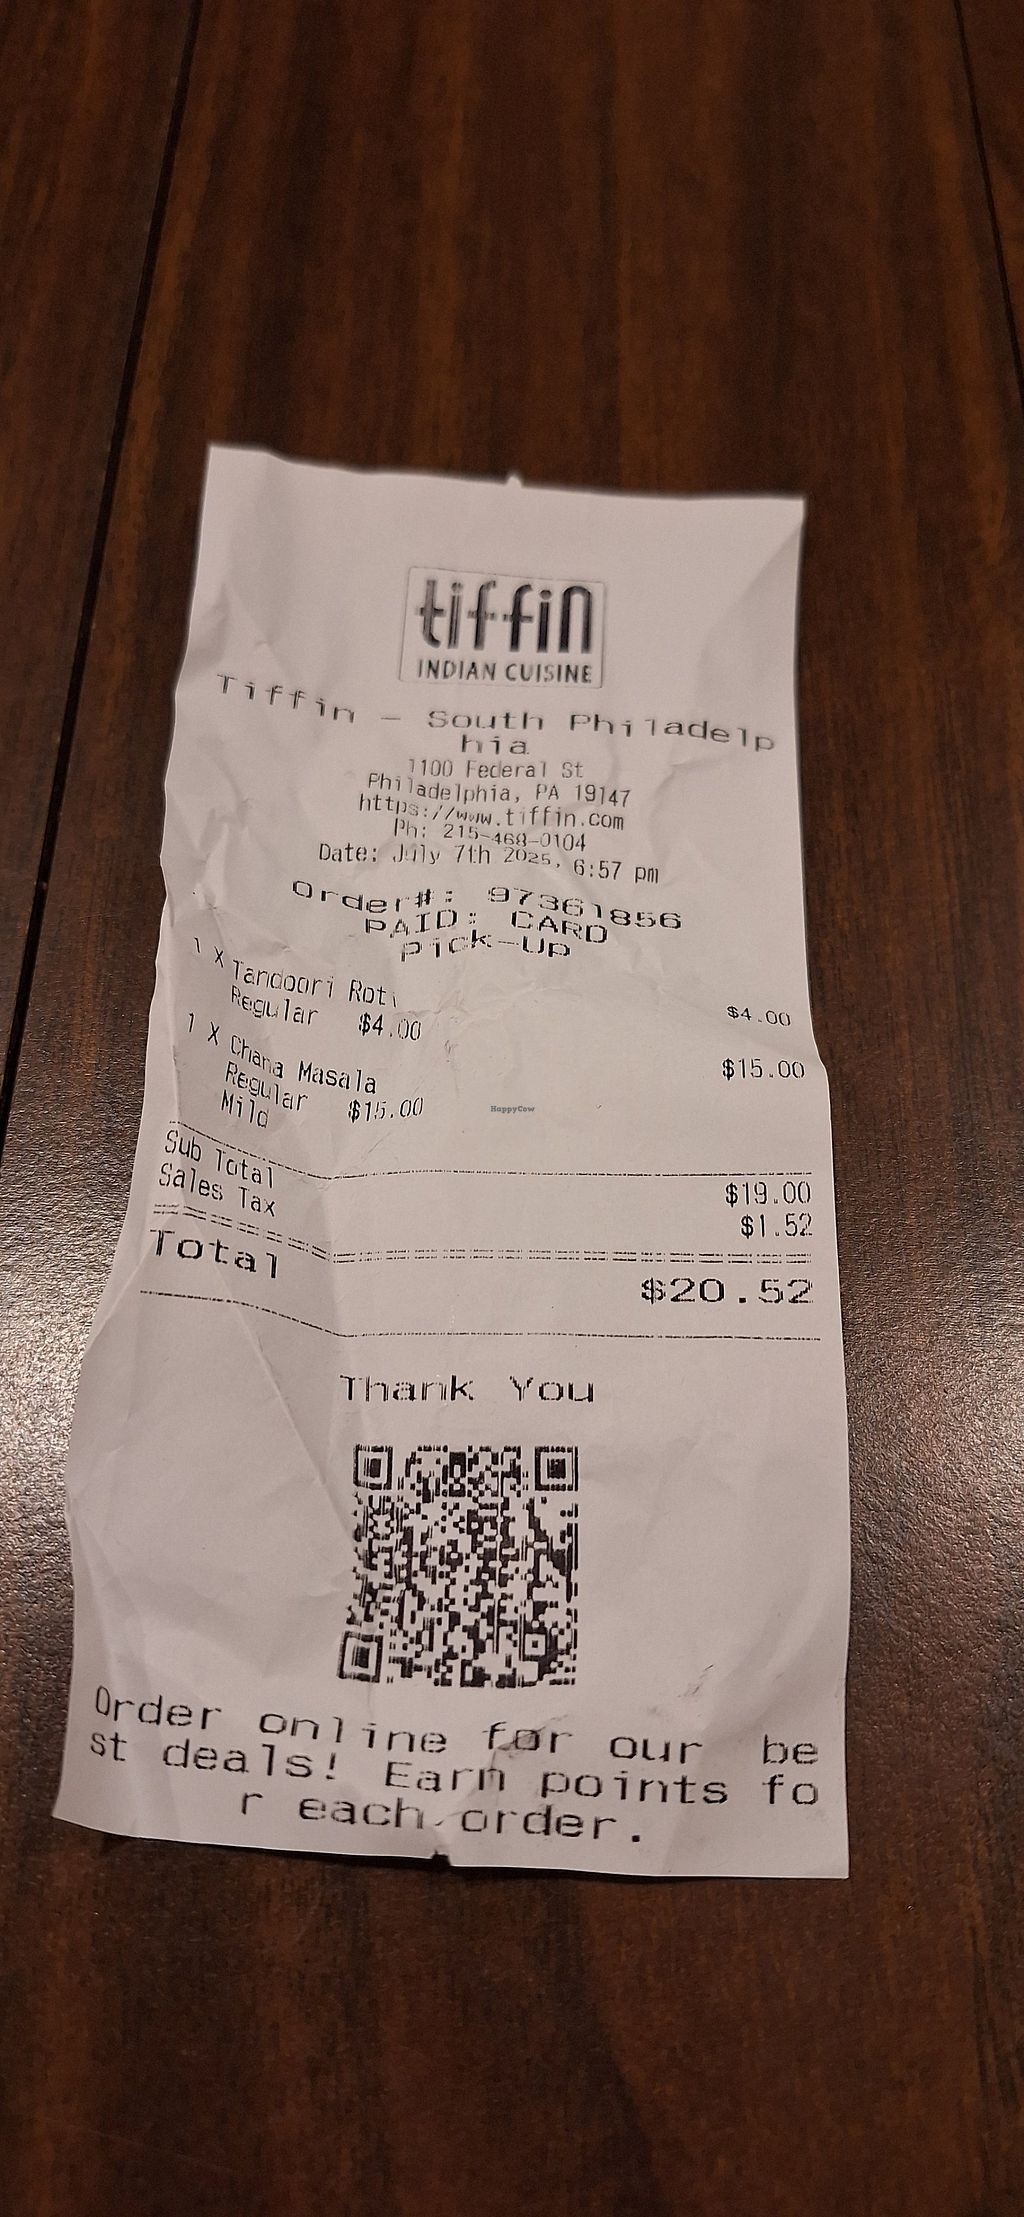 tiffin
INDIAN CUISINE
Tiffin - South Philadelp
hia
1100 Federal St
Philadelphia, PA 19147
https://www.tiffin.com
Ph: 215-468-0104
Date: July 7th 2025, 6:57 pm
Order#: 97361856
PAID: CARD
Pick-Up
1 X Tandoori Roti $4.00
Regular $4.00
1 X Chana Masala $15.00
Regular $15.00
Mild
Sub Total $19.00
Sales Tax $1.52
Total $20.52
Thank You
Order online for our be
st deals! Earn points fo
r each order.
HappyCow